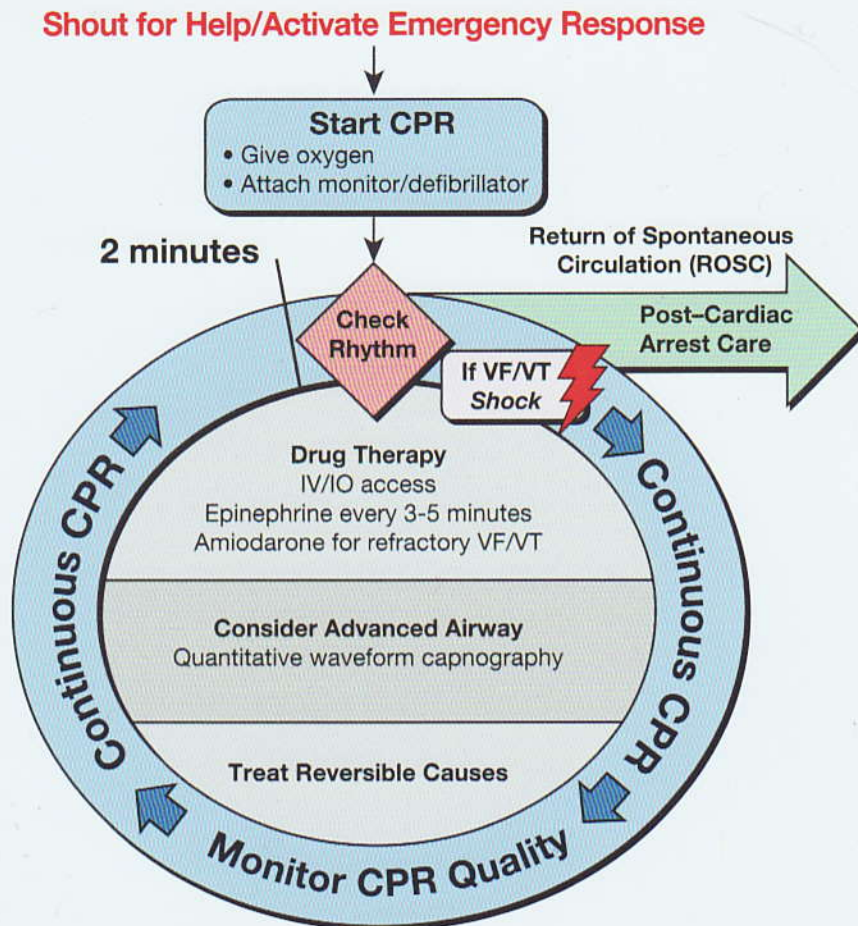 Shout for Help/Activate Emergency Response
Start CPR
• Give oxygen
• Attach monitor/defibrillator
2 minutes
Return of Spontaneous
Circulation (ROSC)
Check
Rhythm
Post–Cardiac
Arrest Care
If VF/VT
Shock
Drug Therapy
IV/IO access
Epinephrine every 3-5 minutes
Amiodarone for refractory VF/VT
Consider Advanced Airway
Quantitative waveform capnography
Treat Reversible Causes
Continuous CPR
Continuous CPR
Monitor CPR Quality